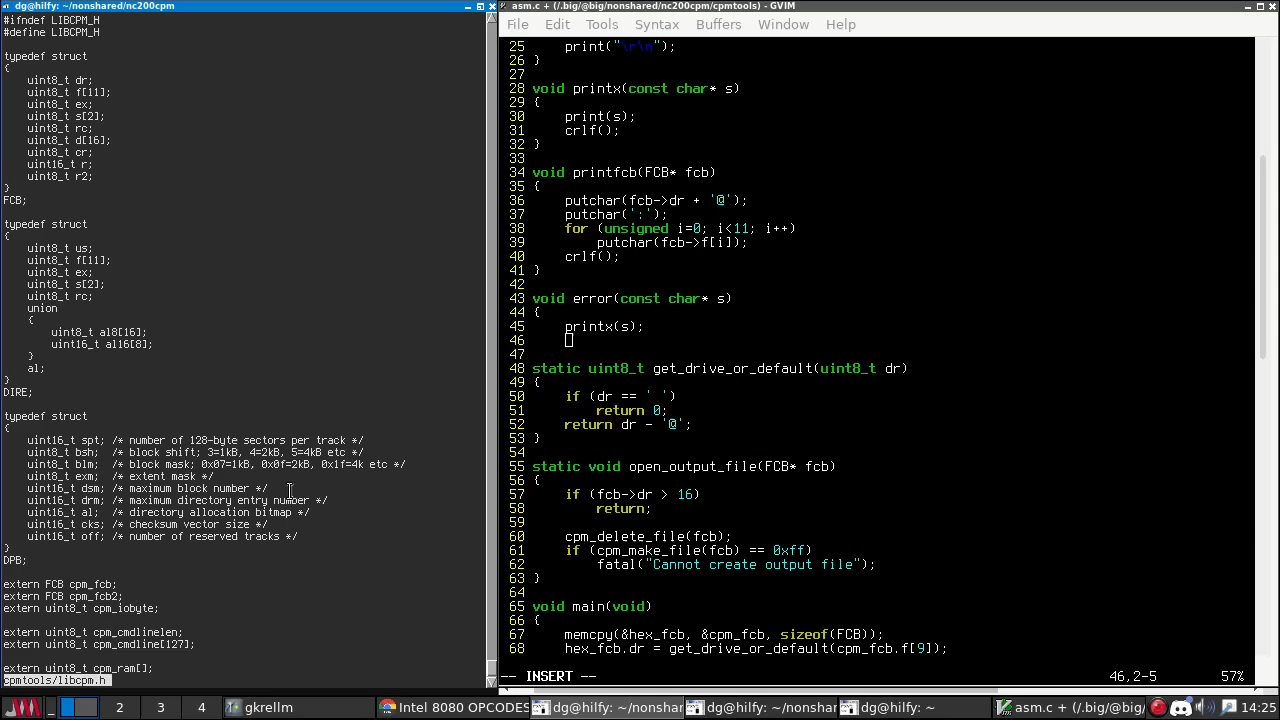 dg@hilfy: ~/nonshared/nc200cpm
#ifndef LIBCPM_H
#define LIBCPM_H
typedef struct
{
    uint8_t dr;
    uint8_t f[11];
    uint8_t ex;
    uint8_t s[2];
    uint8_t rc;
    uint8_t d[16];
    uint8_t cr;
    uint16_t r;
    uint8_t r2;
}
FCB;
typedef struct
{
    uint8_t us;
    uint8_t f[11];
    uint8_t ex;
    uint8_t s[2];
    uint8_t rc;
    union
    {
        uint8_t al8[16];
        uint16_t al16[8];
    }
    al;
}
DIRE;
typedef struct
{
    uint16_t spt; /* number of 128-byte sectors per track */
    uint8_t bsh; /* block shift; 3=1kB, 4=2kB, 5=4kB etc */
    uint8_t blm; /* block mask; 0x07=1kB, 0x0f=2kB, 0x1f=4k etc */
    uint8_t exm; /* extent mask */
    uint16_t dsm; /* maximum block number */
    uint16_t drm; /* maximum directory entry number */
    uint16_t al; /* directory allocation bitmap */
    uint16_t cks; /* checksum vector size */
    uint16_t off; /* number of reserved tracks */
}
DPB;
extern FCB cpm_fcb;
extern FCB cpm_fcb2;
extern uint8_t cpm_iobyte;
extern uint8_t cpm_cmdlinelen;
extern uint8_t cpm_cmdline[127];
extern uint8_t cpm_ram[];
cpmtools/libcpm.h
asm.c + (/.big/@big/nonshared/nc200cpm/cpmtools) - GVIM
File Edit Tools Syntax Buffers Window Help
25     print("\r\n");
26 }
27
28 void printx(const char* s)
29 {
30     print(s);
31     crlf();
32 }
33
34 void printfcb(FCB* fcb)
35 {
36     putchar(fcb->dr + '@');
37     putchar(':');
38     for (unsigned i=0; i<11; i++)
39         putchar(fcb->f[i]);
40     crlf();
41 }
42
43 void error(const char* s)
44 {
45     printx(s);
46
47
48 static uint8_t get_drive_or_default(uint8_t dr)
49 {
50     if (dr == ' ')
51         return 0;
52     return dr - '@';
53 }
54
55 static void open_output_file(FCB* fcb)
56 {
57     if (fcb->dr > 16)
58         return;
59
60     cpm_delete_file(fcb);
61     if (cpm_make_file(fcb) == 0xff)
62         fatal("Cannot create output file");
63 }
64
65 void main(void)
66 {
67     memcpy(&hex_fcb, &cpm_fcb, sizeof(FCB));
68     hex_fcb.dr = get_drive_or_default(cpm_fcb.f[9]);
-- INSERT -- 46,2-5 57%
2 3 4 gkrellm Intel 8080 OPCODES dg@hilfy: ~/nonshar dg@hilfy: ~/nonshar dg@hilfy: ~ asm.c + (/.big/@big/ 14:25